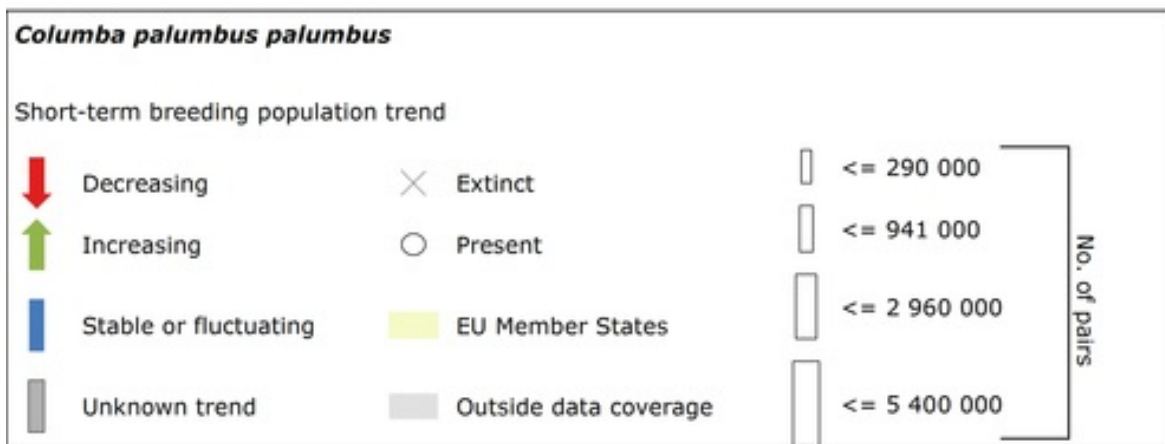 Columba palumbus palumbus
Short-term breeding population trend
Decreasing
Extinct
<= 290 000
Increasing
Present
<= 941 000
Stable or fluctuating
EU Member States
<= 2 960 000
Unknown trend
Outside data coverage
<= 5 400 000
No. of pairs